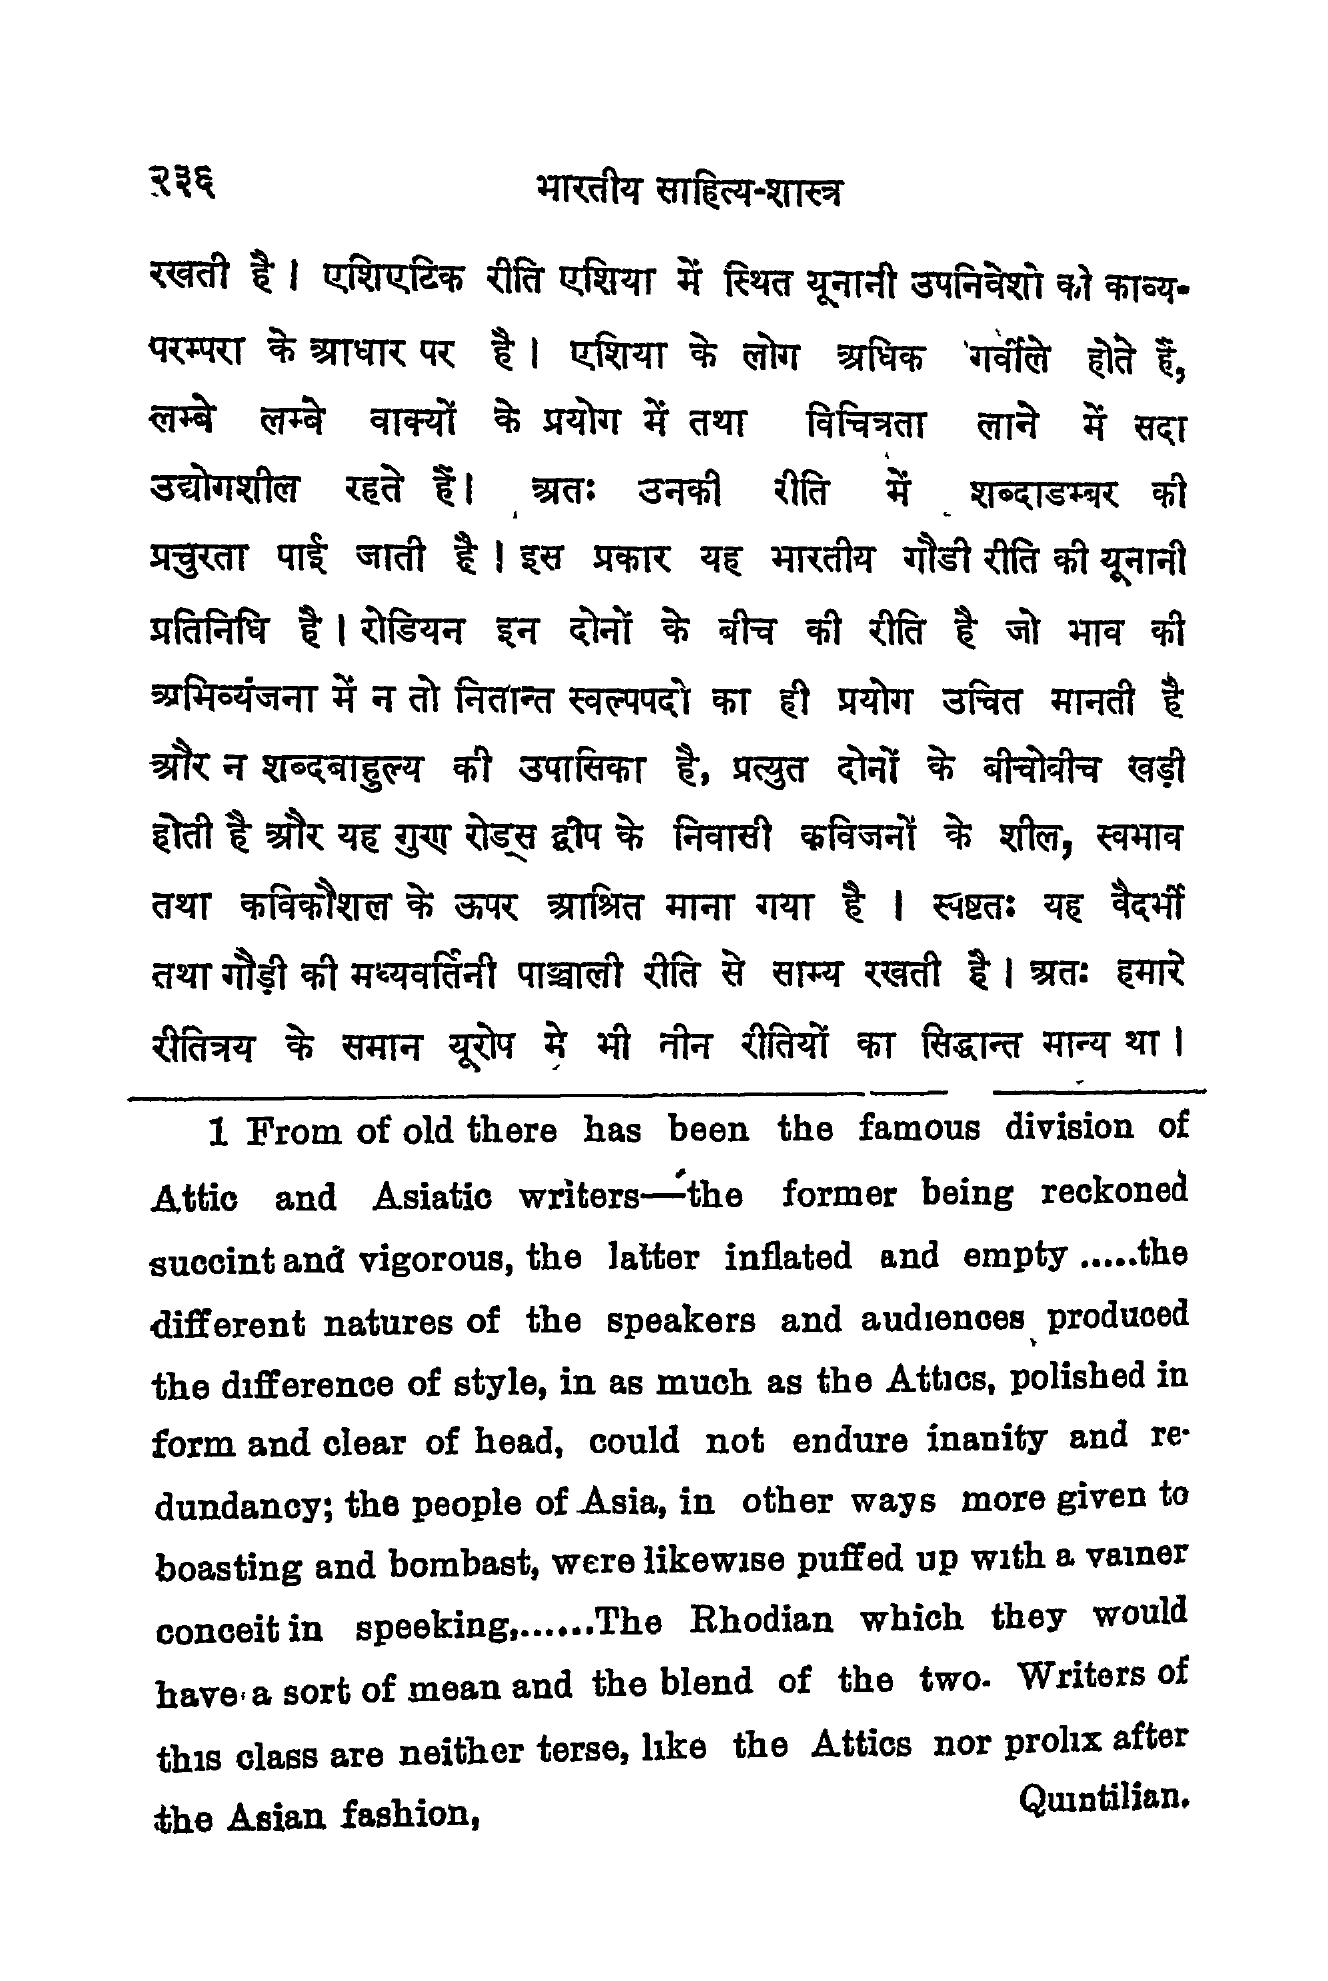 २३६ भारतीय साहित्य-शास्त्र
रखती है। एशिएटिक रीति एशिया में स्थित यूनानी उपनिवेशो को काव्य-
परम्परा के आधार पर है। एशिया के लोग अधिक गर्वीले होते हैं,
लम्बे लम्बे वाक्यों के प्रयोग में तथा विचित्रता लाने में सदा
उद्योगशील रहते हैं। अतः उनकी रीति में शब्दाडम्बर की
प्रचुरता पाई जाती है। इस प्रकार यह भारतीय गौडी रीति की यूनानी
प्रतिनिधि है। रोडियन इन दोनों के बीच की रीति है जो भाव की
अभिव्यंजना में न तो नितान्त स्वल्पपदो का ही प्रयोग उचित मानती है
और न शब्दबाहुल्य की उपासिका है, प्रत्युत दोनों के बीचोबीच खड़ी
होती है और यह गुण रोड्स द्वीप के निवासी कविजनों के शील, स्वभाव
तथा कविकौशल के ऊपर आश्रित माना गया है । स्पष्टतः यह वैदर्भी
तथा गौड़ी की मध्यवर्तिनी पाञ्चाली रीति से साम्य रखती है। अतः हमारे
रीतित्रय के समान यूरोप मे भी तीन रीतियों का सिद्धान्त मान्य था।
1 From of old there has been the famous division of
Attic and Asiatic writers—the former being reckoned
succint and vigorous, the latter inflated and empty .....the
different natures of the speakers and audiences produced
the difference of style, in as much as the Attics, polished in
form and clear of head, could not endure inanity and re-
dundancy; the people of Asia, in other ways more given to
boasting and bombast, were likewise puffed up with a vainer
conceit in speeking,......The Rhodian which they would
have a sort of mean and the blend of the two. Writers of
this class are neither terse, like the Attics nor prolix after
the Asian fashion, Quintilian.